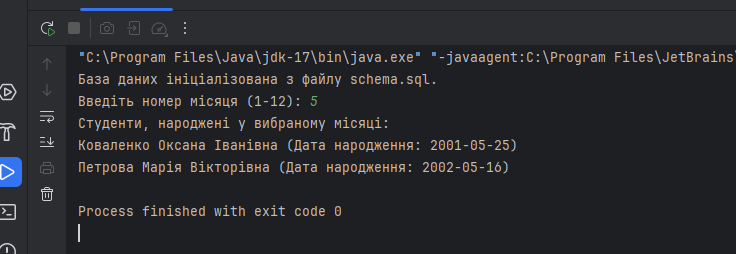 "C:\Program Files\Java\jdk-17\bin\java.exe" "-javaagent:C:\Program Files\JetBrains\
База даних ініціалізована з файлу schema.sql.
Введіть номер місяця (1-12): 5
Студенти, народжені у вибраному місяці:
Коваленко Оксана Іванівна (Дата народження: 2001-05-25)
Петрова Марія Вікторівна (Дата народження: 2002-05-16)
Process finished with exit code 0